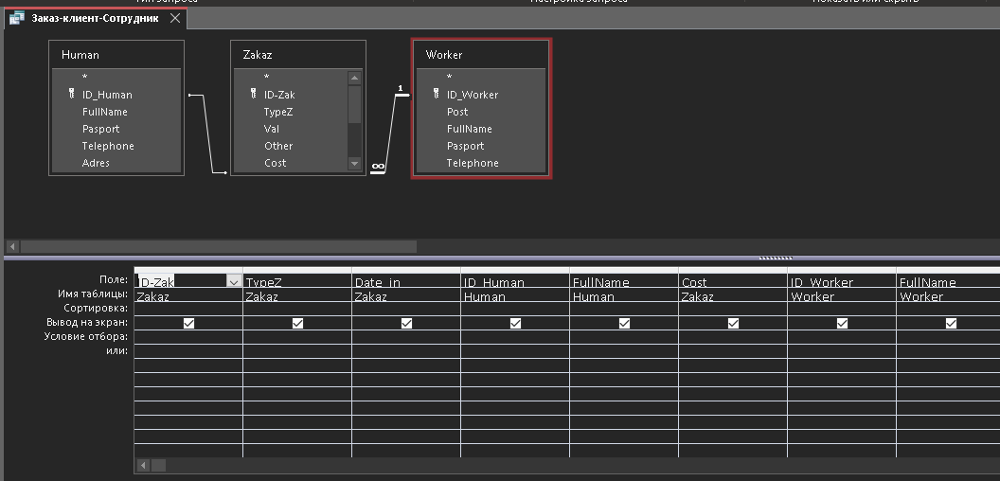 Заказ-клиент-Сотрудник
Human
*
ID_Human
FullName
Pasport
Telephone
Adres
Zakaz
*
ID-Zak
TypeZ
Val
Other
Cost
Worker
*
ID_Worker
Post
FullName
Pasport
Telephone
1
∞
Поле: ID-Zak TypeZ Date_in ID_Human FullName Cost ID_Worker FullName
Имя таблицы: Zakaz Zakaz Zakaz Human Human Zakaz Worker Worker
Сортировка:
Вывод на экран:
Условие отбора:
или: